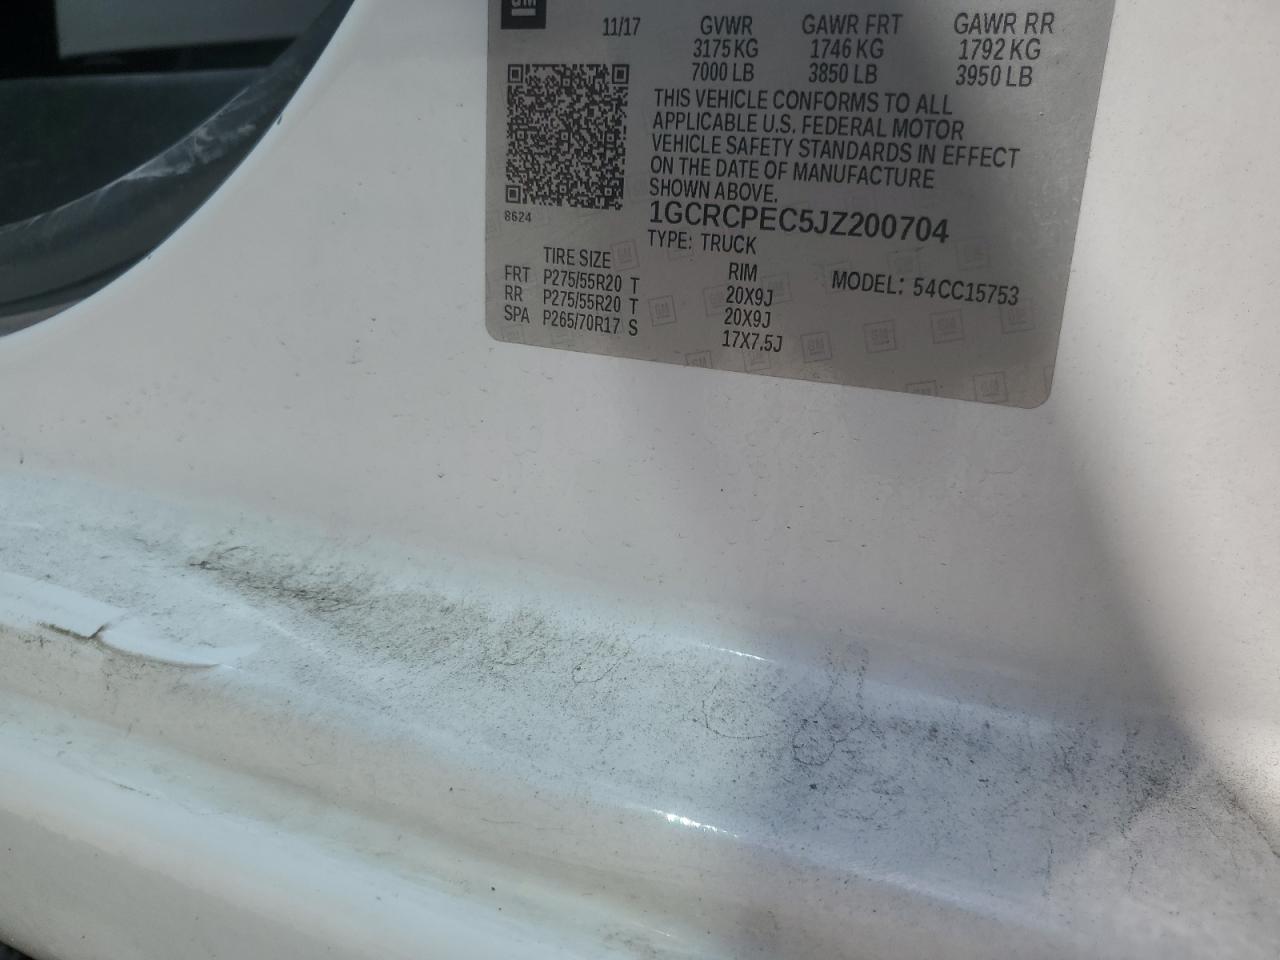 GM
11/17 GVWR GAWR FRT GAWR RR
3175 KG 1746 KG 1792 KG
7000 LB 3850 LB 3950 LB
THIS VEHICLE CONFORMS TO ALL
APPLICABLE U.S. FEDERAL MOTOR
VEHICLE SAFETY STANDARDS IN EFFECT
ON THE DATE OF MANUFACTURE
SHOWN ABOVE.
8624
1GCRCPEC5JZ200704
TYPE: TRUCK
TIRE SIZE RIM MODEL: 54CC15753
FRT P275/55R20 T 20X9J
RR P275/55R20 T 20X9J
SPA P265/70R17 S 17X7.5J